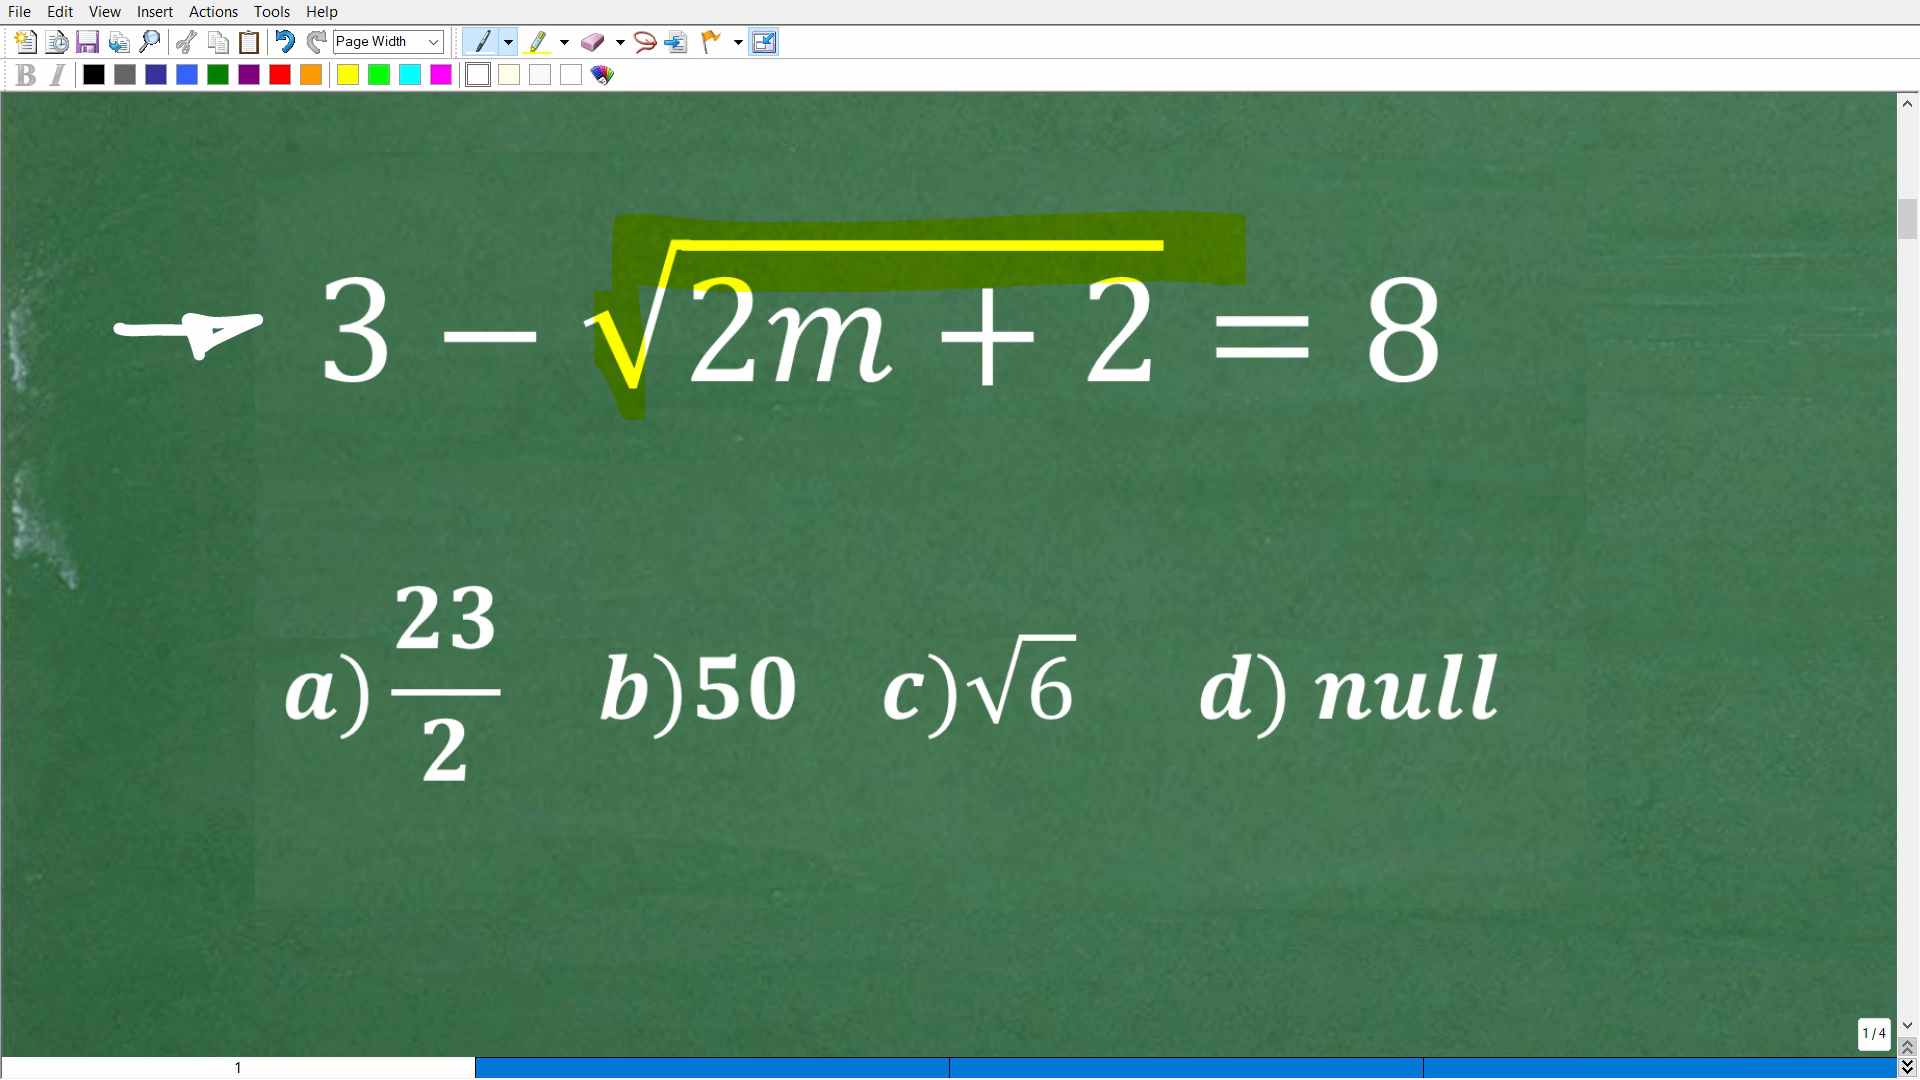 File Edit View Insert Actions Tools Help
Page Width
B I
3 − √2m + 2 = 8
a) 23/2 b) 50 c) √6 d) null
1 / 4
1